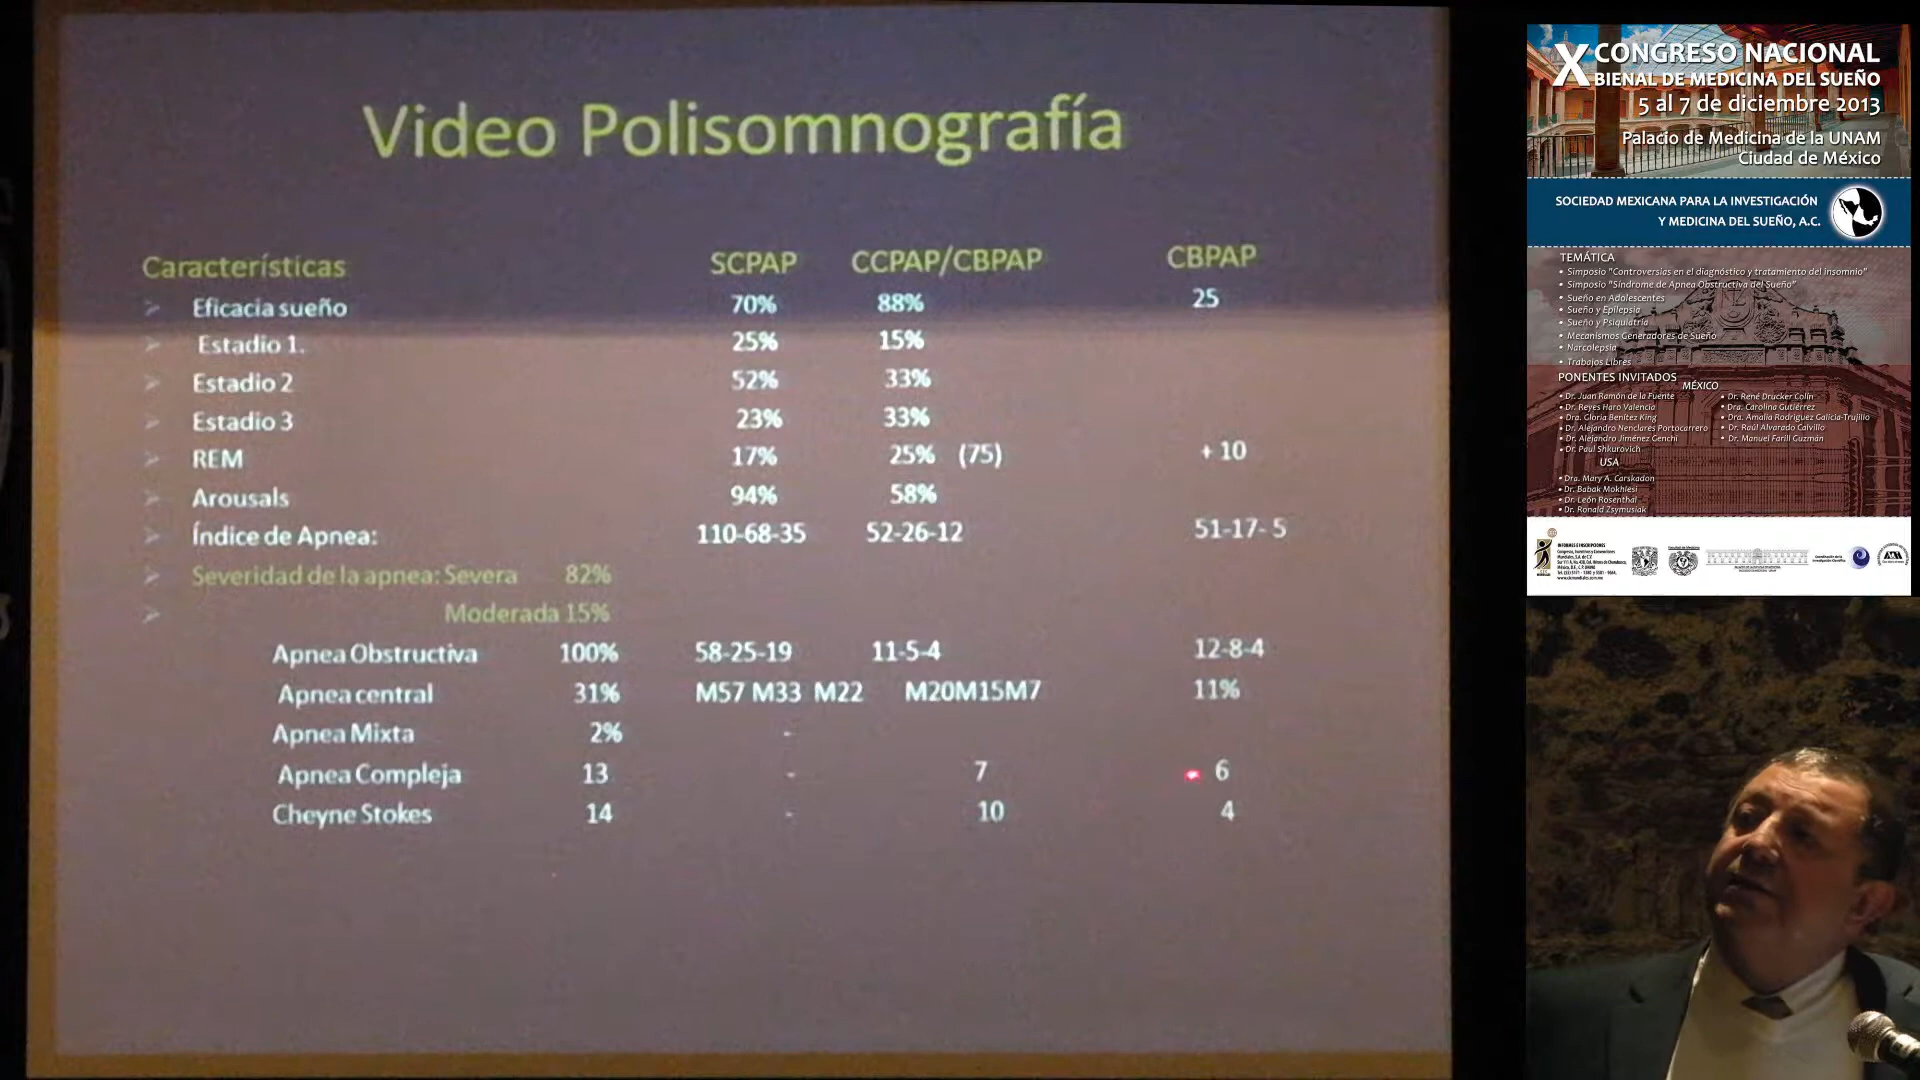 Video Polisomnografía
Características SCPAP CCPAP/CBPAP CBPAP
Eficacia sueño 70% 88% 25
Estadio 1. 25% 15%
Estadio 2 52% 33%
Estadio 3 23% 33%
REM 17% 25% (75) + 10
Arousals 94% 58%
Índice de Apnea: 110-68-35 52-26-12 51-17- 5
Severidad de la apnea: Severa 82%
Moderada 15%
Apnea Obstructiva 100% 58-25-19 11-5-4 12-8-4
Apnea central 31% M57 M33 M22 M20M15M7 11%
Apnea Mixta 2% -
Apnea Compleja 13 - 7 6
Cheyne Stokes 14 - 10 4
X CONGRESO NACIONAL
BIENAL DE MEDICINA DEL SUEÑO
5 al 7 de diciembre 2013
Palacio de Medicina de la UNAM
Ciudad de México
SOCIEDAD MEXICANA PARA LA INVESTIGACIÓN
Y MEDICINA DEL SUEÑO, A.C.
TEMÁTICA
• Simposio "Controversias en el diagnóstico y tratamiento del Insomnio"
• Simposio "Síndrome de Apnea Obstructiva del Sueño"
• Sueño en Adolescentes
• Sueño y Epilepsia
• Sueño y Psiquiatría
• Mecanismos Generadores de Sueño
• Narcolepsia
• Trabajos Libres
PONENTES INVITADOS
MÉXICO
• Dr. Juan Ramón de la Fuente
• Dr. Reyes Haro Valencia
• Dra. Gloria Benítez King
• Dr. Alejandro Nenclares Portocarrero
• Dr. Alejandro Jiménez Genchi
• Dr. Paul Shkurovich
• Dr. René Drucker Colín
• Dra. Carolina Gutiérrez
• Dra. Amalia Rodríguez Galicia-Trujillo
• Dr. Raúl Alvarado Calvillo
• Dr. Manuel Farill Guzmán
USA
• Dra. Mary A. Carskadon
• Dr. Babak Mokhlesi
• Dr. León Rosenthal
• Dr. Ronald Zsymusiak
INFORMES E INSCRIPCIONES